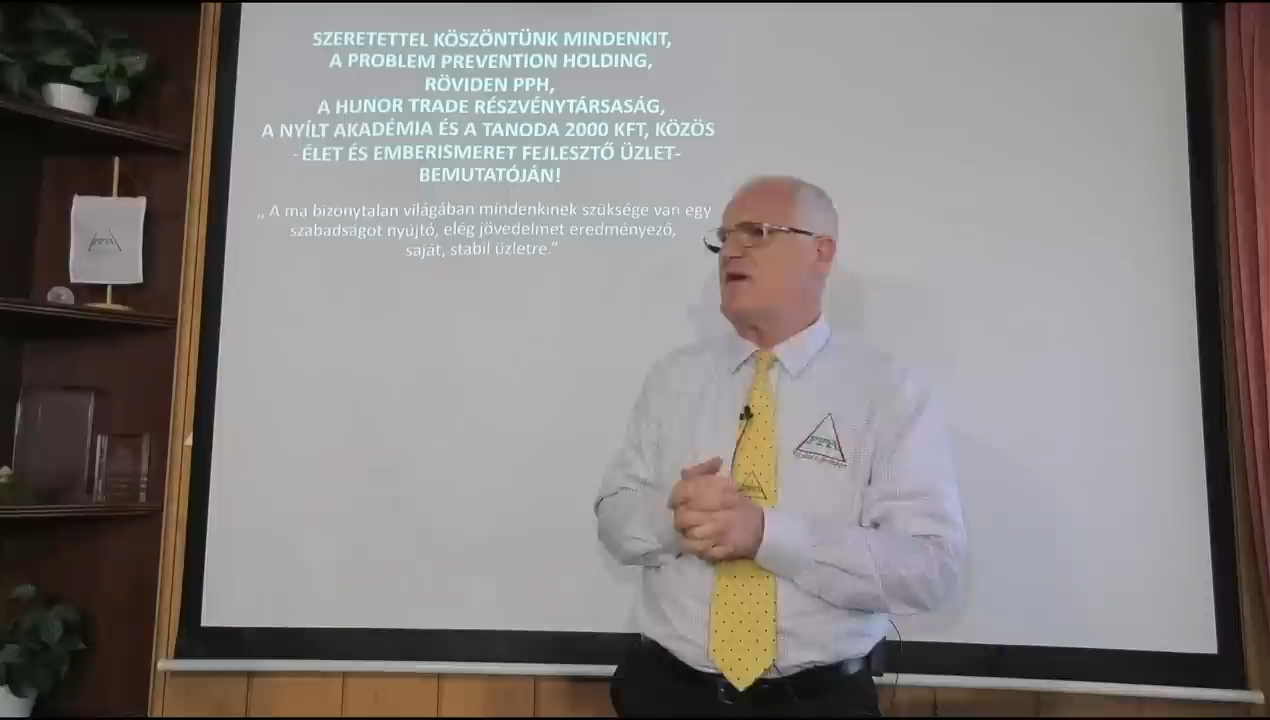 SZERETETTEL KÖSZÖNTÜNK MINDENKIT,
A PROBLEM PREVENTION HOLDING,
RÖVIDEN PPH,
A HUNOR TRADE RÉSZVÉNYTÁRSASÁG,
A NYÍLT AKADÉMIA ÉS A TANODA 2000 KFT, KÖZÖS
- ÉLET ÉS EMBERISMERET FEJLESZTŐ ÜZLET-
BEMUTATÓJÁN!
„ A ma bizonytalan világában mindenkinek szüksége van egy
szabadságot nyújtó, elég jövedelmet eredményező,
saját, stabil üzletre."
PPH
PPH